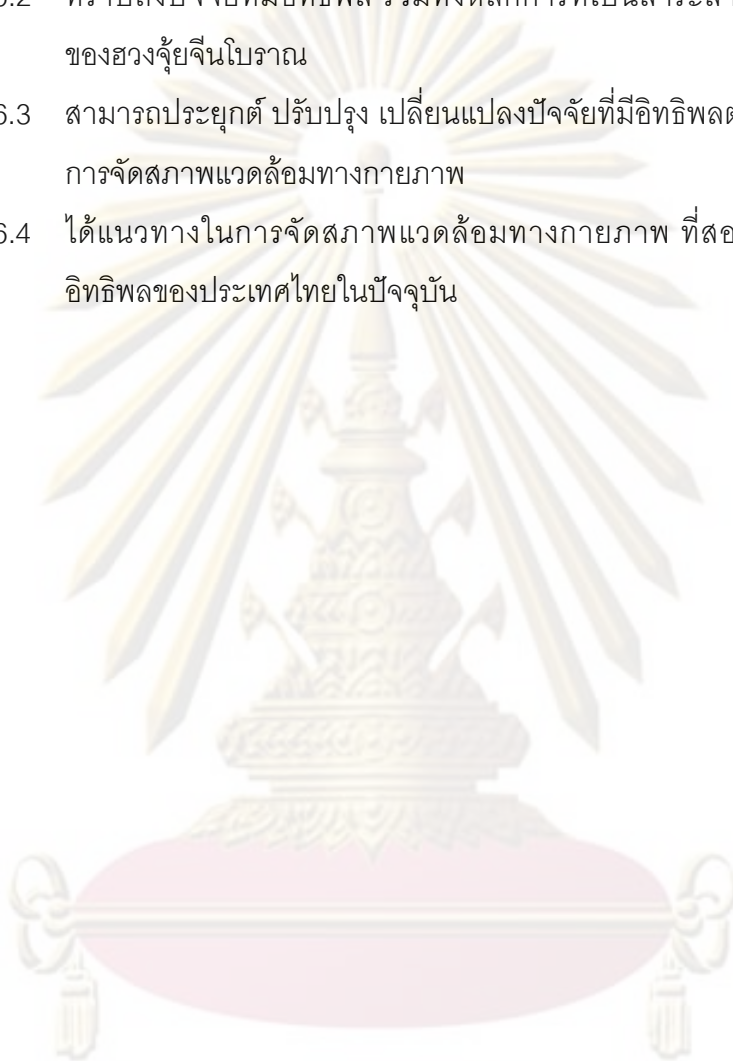 ของฮวงจุ้ยจีนโบราณ
6.3 สามารถประยุกต์ ปรับปรุง เปลี่ยนแปลงปัจจัยที่มีอิทธิพล
การจัดสภาพแวดล้อมทางกายภาพ
6.4 ได้แนวทางในการจัดสภาพแวดล้อมทางกายภาพ
อิทธิพลของประเทศไทยในปัจจุบัน